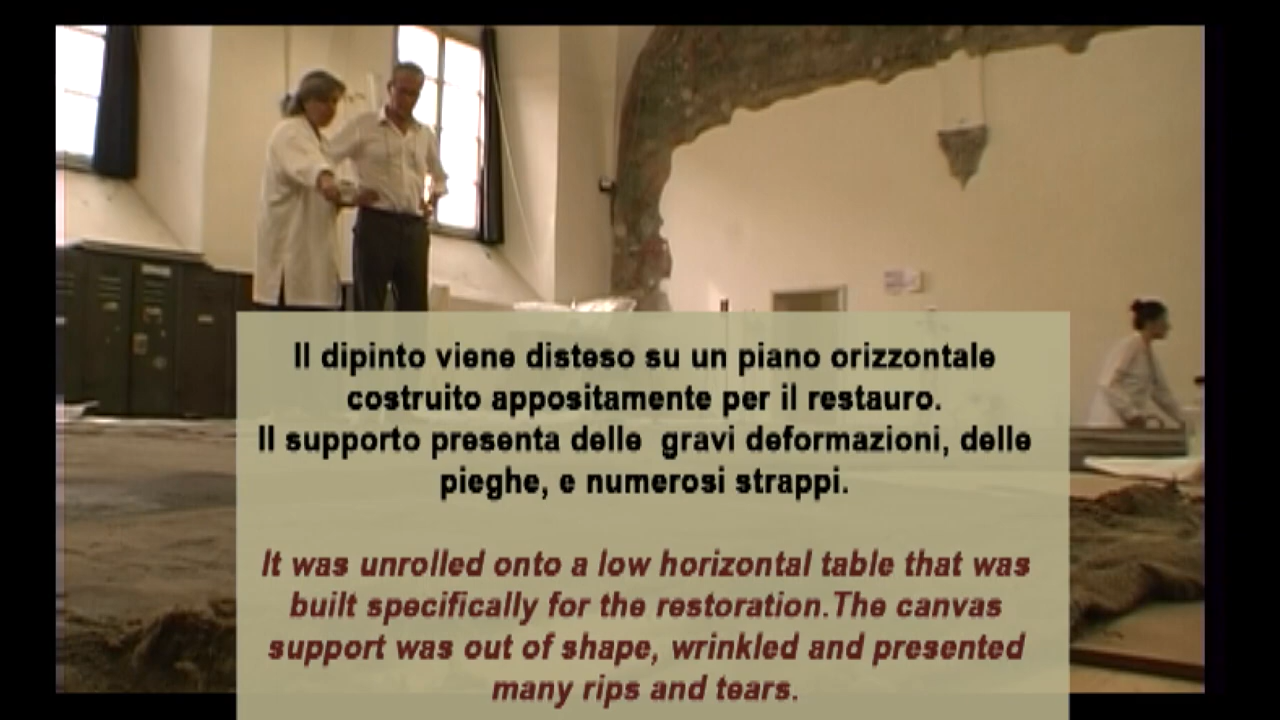 Il dipinto viene disteso su un piano orizzontale
costruito appositamente per il restauro.
Il supporto presenta delle gravi deformazioni, delle
pieghe, e numerosi strappi.
It was unrolled onto a low horizontal table that was
built specifically for the restoration.The canvas
support was out of shape, wrinkled and presented
many rips and tears.